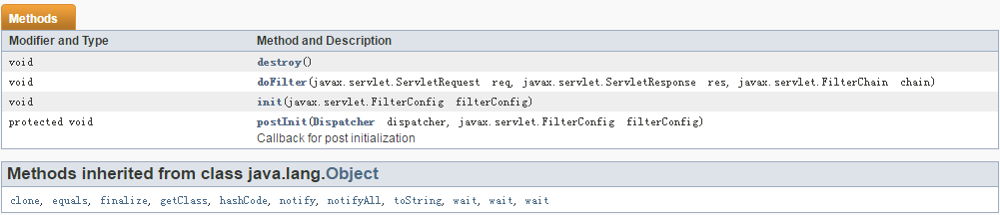 Methods
Modifier and Type Method and Description
void destroy()
void doFilter(javax.servlet.ServletRequest req, javax.servlet.ServletResponse res, javax.servlet.FilterChain chain)
void init(javax.servlet.FilterConfig filterConfig)
protected void postInit(Dispatcher dispatcher, javax.servlet.FilterConfig filterConfig)
Callback for post initialization
Methods inherited from class java.lang.Object
clone, equals, finalize, getClass, hashCode, notify, notifyAll, toString, wait, wait, wait